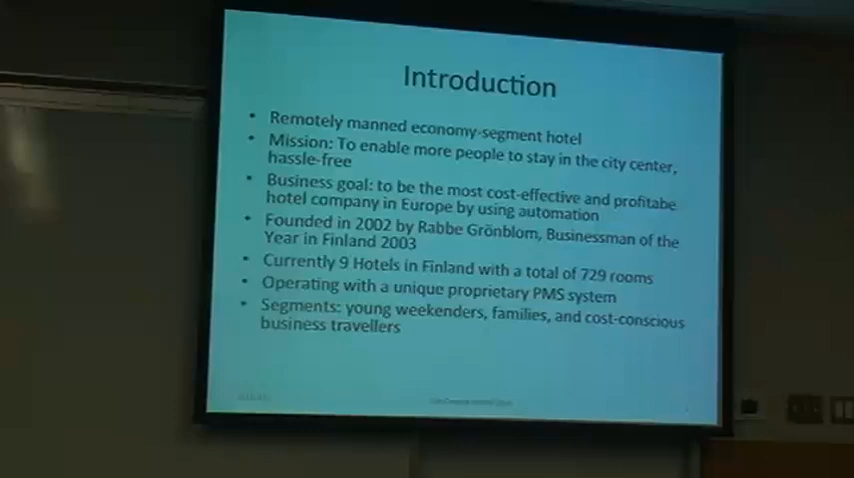 Introduction
• Remotely manned economy-segment hotel
• Mission: To enable more people to stay in the city center,
hassle-free
• Business goal: to be the most cost-effective and profitabe
hotel company in Europe by using automation
• Founded in 2002 by Rabbe Grönblom, Businessman of the
Year in Finland 2003
• Currently 9 Hotels in Finland with a total of 729 rooms
• Operating with a unique proprietary PMS system
• Segments: young weekenders, families, and cost-conscious
business travellers